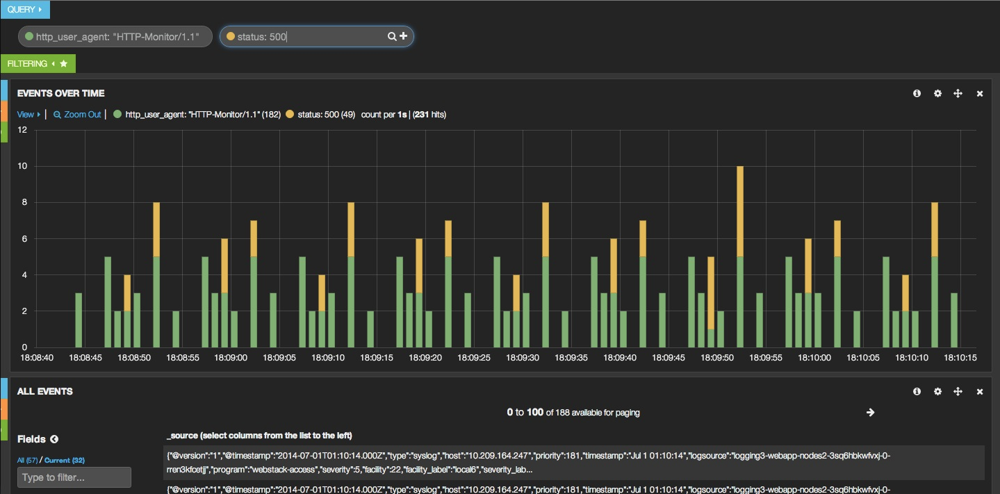 QUERY
http_user_agent: "HTTP-Monitor/1.1"
status: 500
FILTERING
EVENTS OVER TIME
View | Zoom Out | http_user_agent: "HTTP-Monitor/1.1" (182) status: 500 (49) count per 1s | (231 hits)
12
10
8
6
4
2
0
18:08:40 18:08:45 18:08:50 18:08:55 18:09:00 18:09:05 18:09:10 18:09:15 18:09:20 18:09:25 18:09:30 18:09:35 18:09:40 18:09:45 18:09:50 18:09:55 18:10:00 18:10:05 18:10:10 18:10:15
ALL EVENTS
0 to 100 of 188 available for paging
Fields
All (57) / Current (32)
Type to filter...
_source (select columns from the list to the left)
{"@version":"1","@timestamp":"2014-07-01T01:10:14.000Z","type":"syslog","host":"10.209.164.247","priority":181,"timestamp":"Jul 1 01:10:14","logsource":"logging3-webapp-nodes2-3sq6hbkwfvxj-0-
rren3kfcetjj","program":"webstack-access","severity":5,"facility":22,"facility_label":"local6","severity_lab...
{"@version":"1","@timestamp":"2014-07-01T01:10:14.000Z","type":"syslog","host":"10.209.164.247","priority":181,"timestamp":"Jul 1 01:10:14","logsource":"logging3-webapp-nodes2-3sq6hbkwfvxj-0-